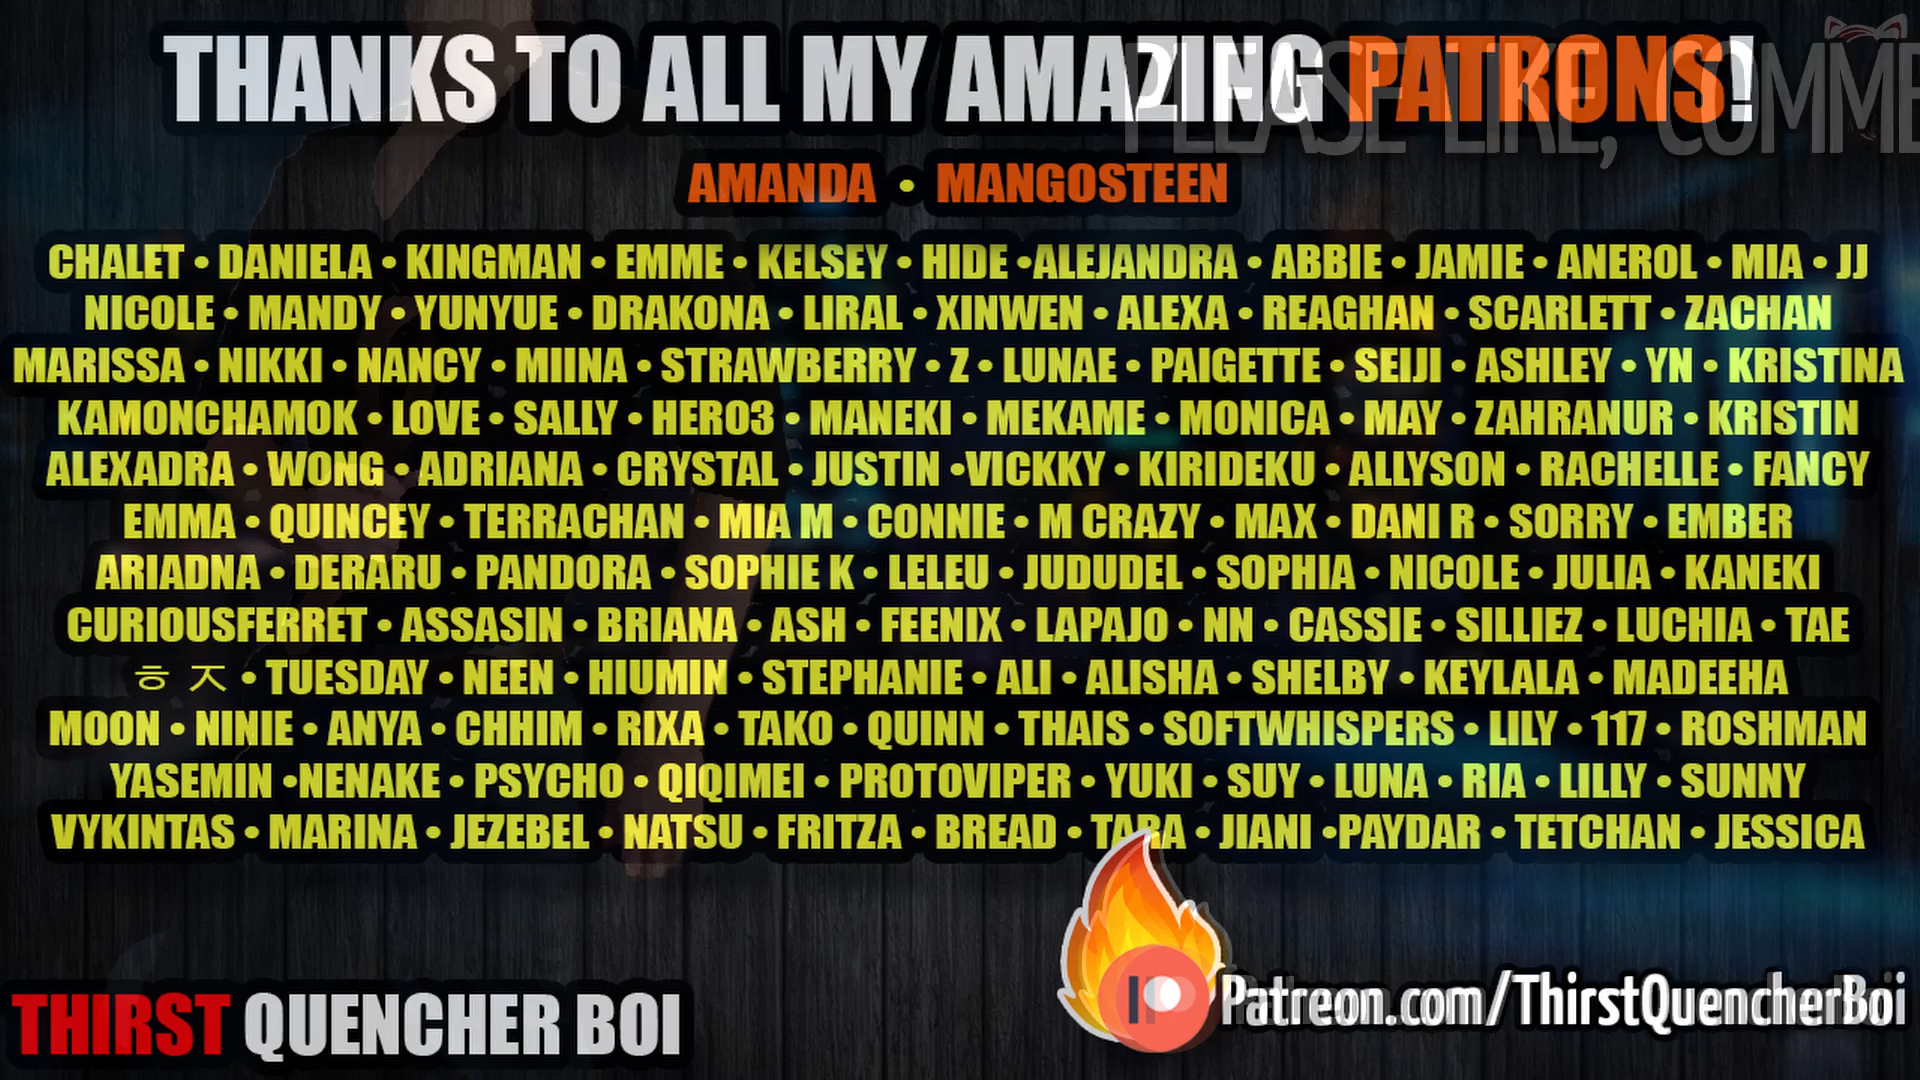 THANKS TO ALL MY AMAZING PATRONS!
PLEASE LIKE, COMME
AMANDA • MANGOSTEEN
CHALET • DANIELA • KINGMAN • EMME • KELSEY • HIDE •ALEJANDRA • ABBIE • JAMIE • ANEROL • MIA • JJ
NICOLE • MANDY • YUNYUE • DRAKONA • LIRAL • XINWEN • ALEXA • REAGHAN • SCARLETT • ZACHAN
MARISSA • NIKKI • NANCY • MIINA • STRAWBERRY • Z • LUNAE • PAIGETTE • SEIJI • ASHLEY • YN • KRISTINA
KAMONCHAMOK • LOVE • SALLY • HERO3 • MANEKI • MEKAME • MONICA • MAY • ZAHRANUR • KRISTIN
ALEXADRA • WONG • ADRIANA • CRYSTAL • JUSTIN •VICKKY • KIRIDEKU • ALLYSON • RACHELLE • FANCY
EMMA • QUINCEY • TERRACHAN • MIA M • CONNIE • M CRAZY • MAX • DANI R • SORRY • EMBER
ARIADNA • DERARU • PANDORA • SOPHIE K • LELEU • JUDUDEL • SOPHIA • NICOLE • JULIA • KANEKI
CURIOUSFERRET • ASSASIN • BRIANA • ASH • FEENIX • LAPAJO • NN • CASSIE • SILLIEZ • LUCHIA • TAE
ㅎ ㅈ • TUESDAY • NEEN • HIUMIN • STEPHANIE • ALI • ALISHA • SHELBY • KEYLALA • MADEEHA
MOON • NINIE • ANYA • CHHIM • RIXA • TAKO • QUINN • THAIS • SOFTWHISPERS • LILY • 117 • ROSHMAN
YASEMIN •NENAKE • PSYCHO • QIQIMEI • PROTOVIPER • YUKI • SUY • LUNA • RIA • LILLY • SUNNY
VYKINTAS • MARINA • JEZEBEL • NATSU • FRITZA • BREAD • TARA • JIANI •PAYDAR • TETCHAN • JESSICA
THIRST QUENCHER BOI
Patreon.com/ThirstQuencherBoi